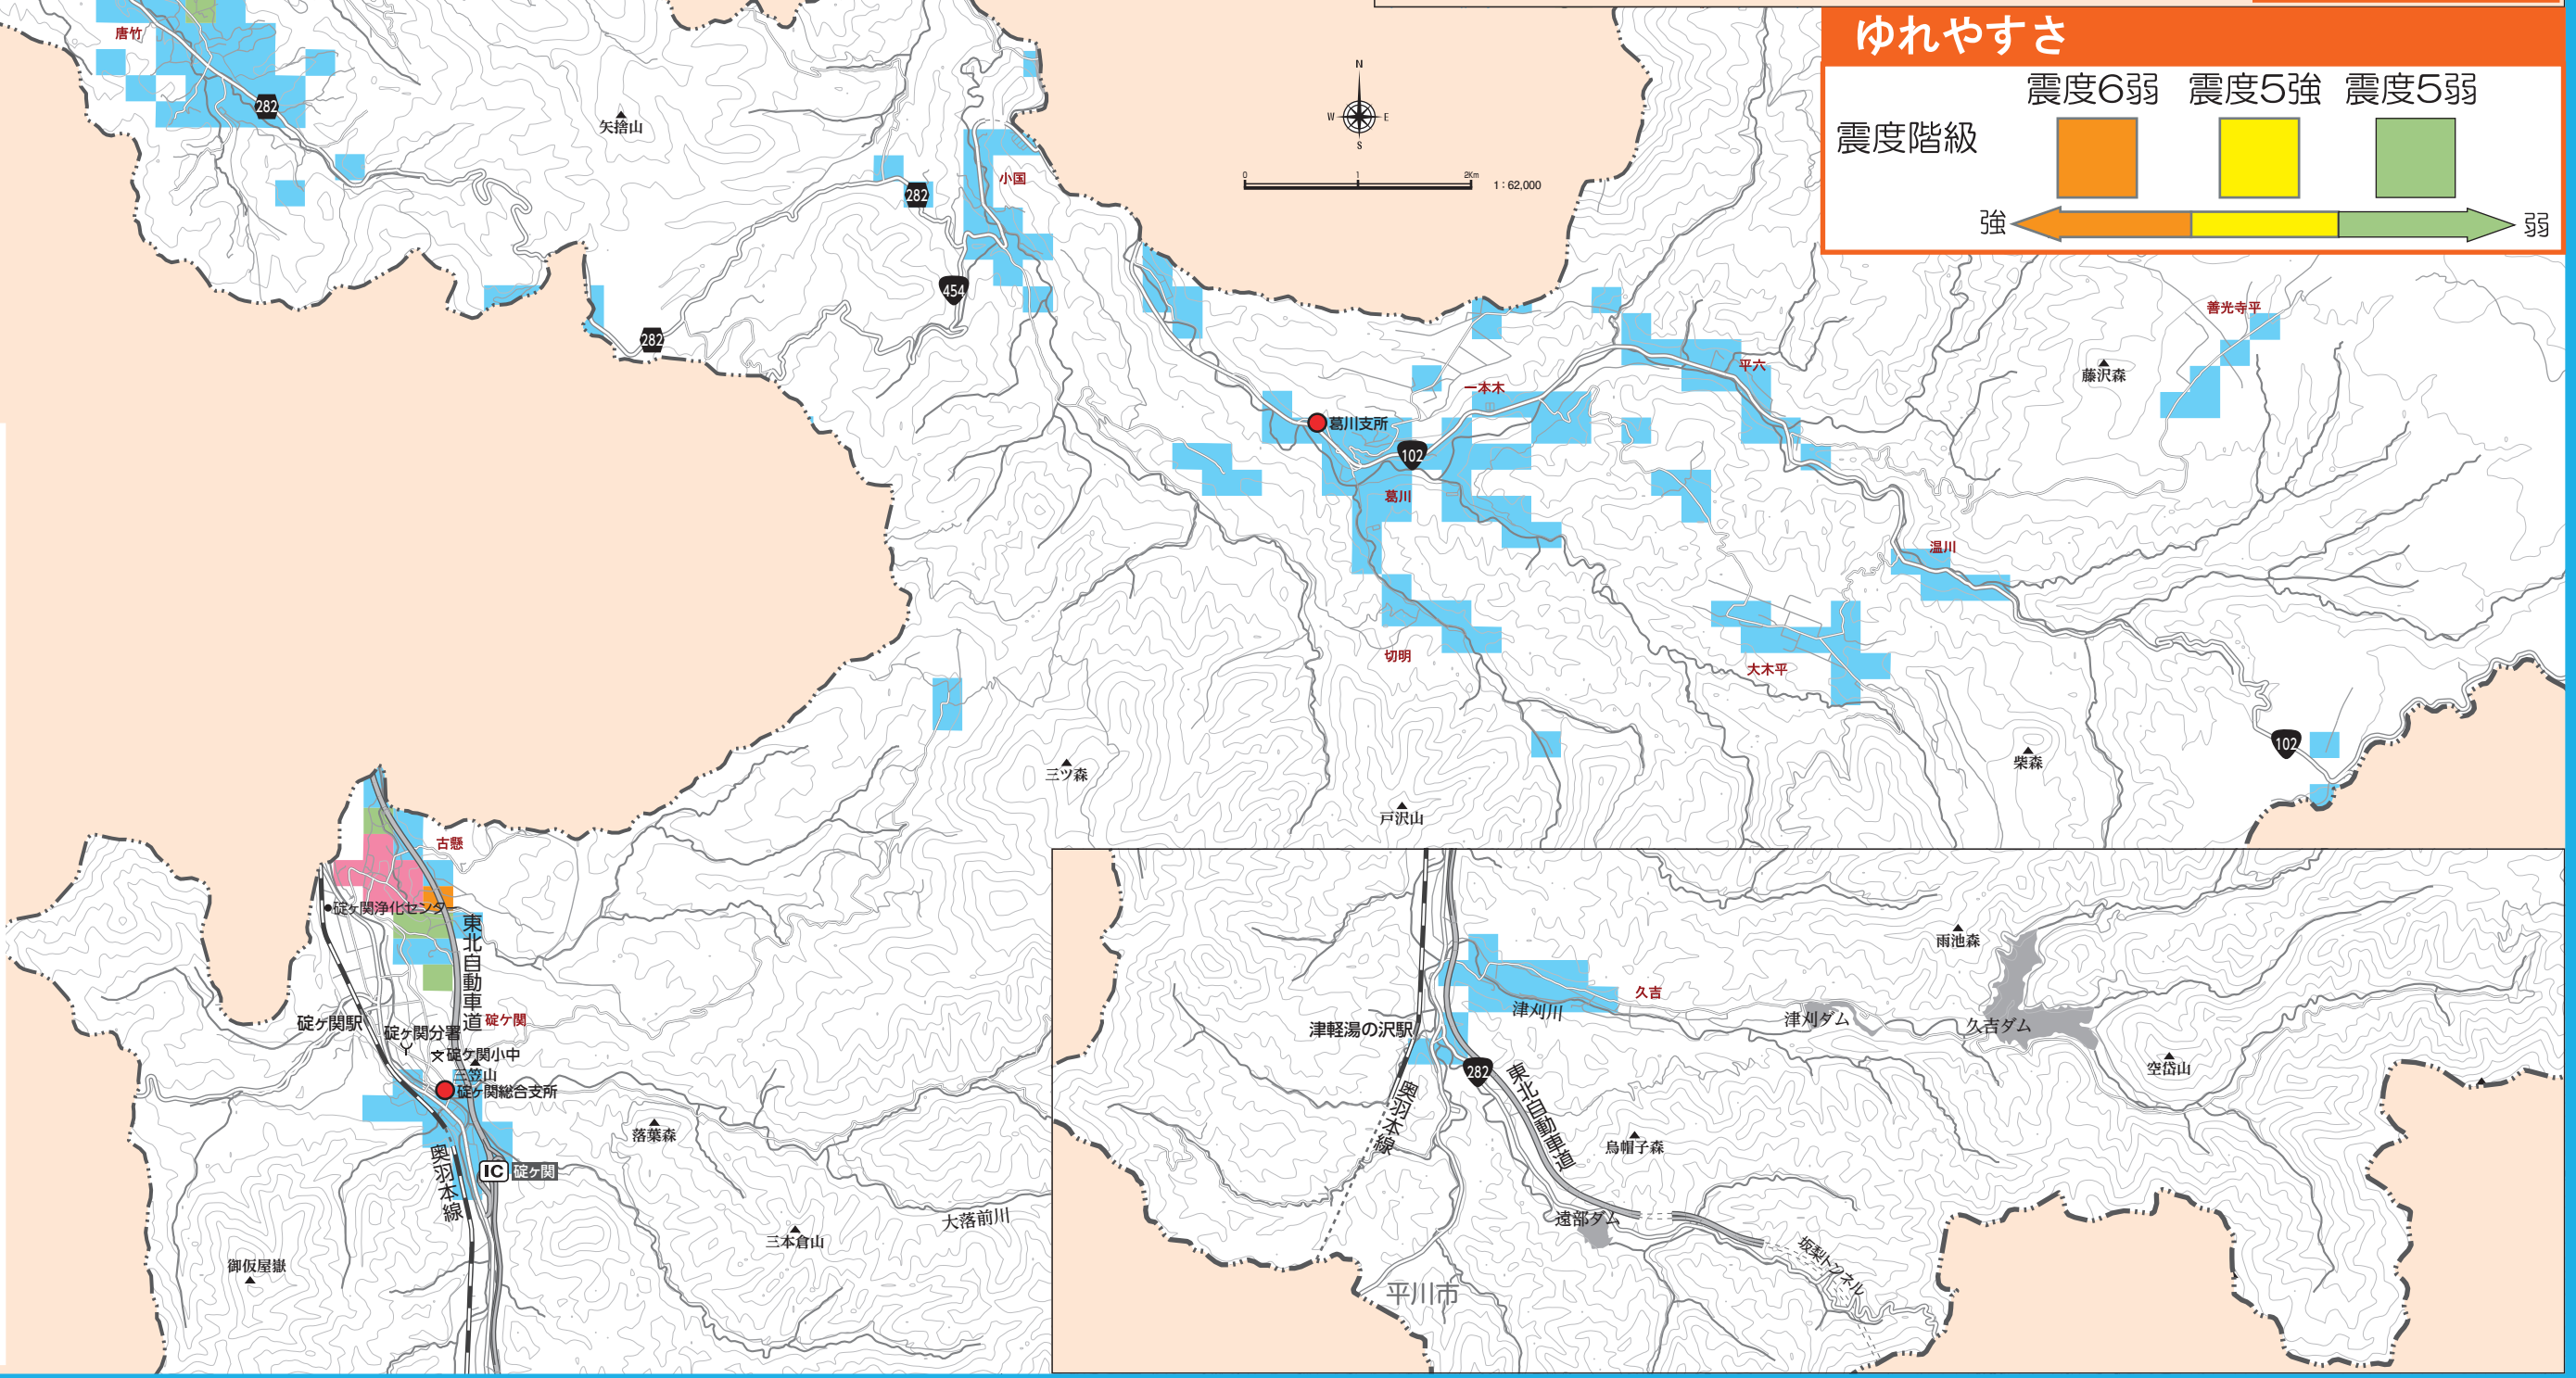 ゆれやすさ
震度6弱 震度5強 震度5弱
震度階級
強 弱
N
W E
S
0 1 2Km
1:62,000
唐竹
282
矢捨山
282
小国
454
282
善光寺平
平六
藤沢森
一本木
葛川支所
102
葛川
温川
切明
大木平
102
三ツ森
柴森
戸沢山
古懸
碇ヶ関浄化センター
東北自動車道
碇ケ関
碇ヶ関駅
碇ヶ関分署
碇ヶ関小中
三笠山
碇ヶ関総合支所
落葉森
奥羽本線
IC 碇ヶ関
大落前川
三本倉山
御仮屋嶽
雨池森
久吉
津刈川
津刈ダム
久吉ダム
津軽湯の沢駅
282
空岱山
奥羽本線
東北自動車道
烏帽子森
遠部ダム
坂梨トンネル
平川市